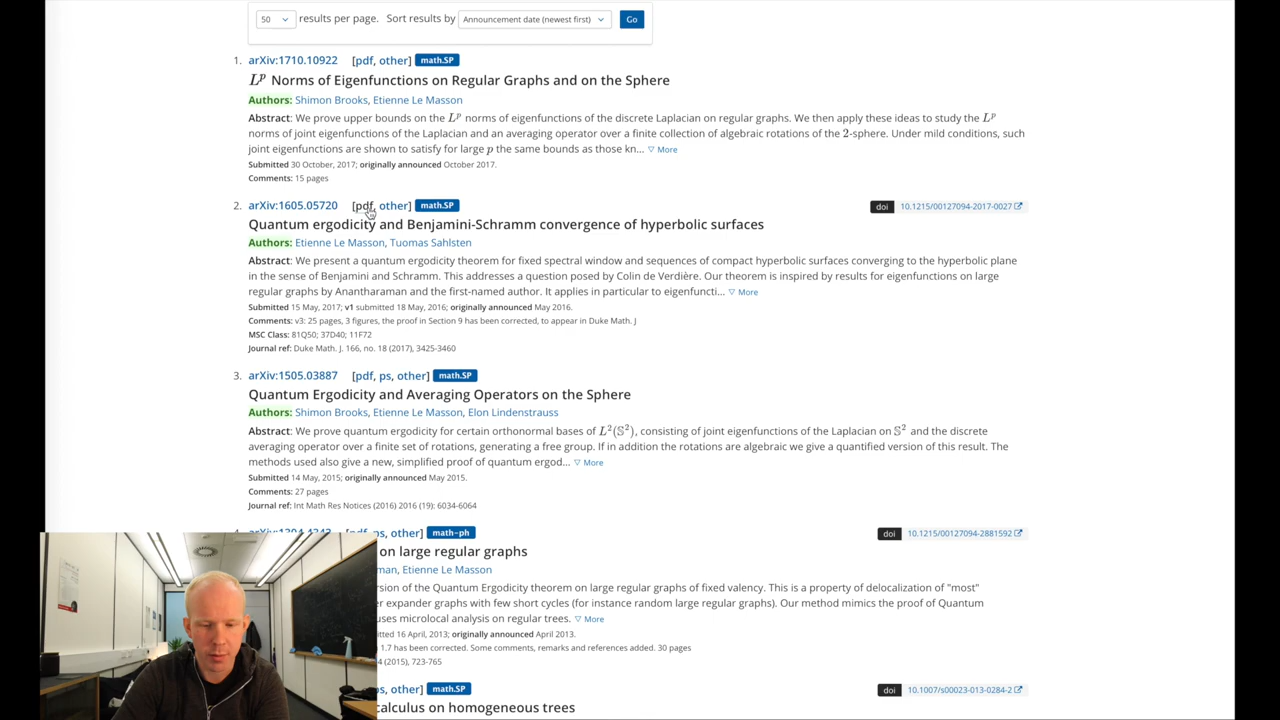 50 results per page. Sort results by Announcement date (newest first) Go
1. arXiv:1710.10922 [pdf, other] math.SP
L^p Norms of Eigenfunctions on Regular Graphs and on the Sphere
Authors: Shimon Brooks, Etienne Le Masson
Abstract: We prove upper bounds on the L^p norms of eigenfunctions of the discrete Laplacian on regular graphs. We then apply these ideas to study the L^p
norms of joint eigenfunctions of the Laplacian and an averaging operator over a finite collection of algebraic rotations of the 2-sphere. Under mild conditions, such
joint eigenfunctions are shown to satisfy for large p the same bounds as those kn... ▽ More
Submitted 30 October, 2017; originally announced October 2017.
Comments: 15 pages
2. arXiv:1605.05720 [pdf, other] math.SP doi 10.1215/00127094-2017-0027
Quantum ergodicity and Benjamini-Schramm convergence of hyperbolic surfaces
Authors: Etienne Le Masson, Tuomas Sahlsten
Abstract: We present a quantum ergodicity theorem for fixed spectral window and sequences of compact hyperbolic surfaces converging to the hyperbolic plane
in the sense of Benjamini and Schramm. This addresses a question posed by Colin de Verdière. Our theorem is inspired by results for eigenfunctions on large
regular graphs by Anantharaman and the first-named author. It applies in particular to eigenfuncti... ▽ More
Submitted 15 May, 2017; v1 submitted 18 May, 2016; originally announced May 2016.
Comments: v3: 25 pages, 3 figures, the proof in Section 9 has been corrected, to appear in Duke Math. J
MSC Class: 81Q50; 37D40; 11F72
Journal ref: Duke Math. J. 166, no. 18 (2017), 3425-3460
3. arXiv:1505.03887 [pdf, ps, other] math.SP
Quantum Ergodicity and Averaging Operators on the Sphere
Authors: Shimon Brooks, Etienne Le Masson, Elon Lindenstrauss
Abstract: We prove quantum ergodicity for certain orthonormal bases of L²(𝕊²), consisting of joint eigenfunctions of the Laplacian on 𝕊² and the discrete
averaging operator over a finite set of rotations, generating a free group. If in addition the rotations are algebraic we give a quantified version of this result. The
methods used also give a new, simplified proof of quantum ergod... ▽ More
Submitted 14 May, 2015; originally announced May 2015.
Comments: 27 pages
Journal ref: Int Math Res Notices (2016) 2016 (19): 6034-6064
ps, other] math-ph doi 10.1215/00127094-2881592
on large regular graphs
man, Etienne Le Masson
rsion of the Quantum Ergodicity theorem on large regular graphs of fixed valency. This is a property of delocalization of "most"
r expander graphs with few short cycles (for instance random large regular graphs). Our method mimics the proof of Quantum
uses microlocal analysis on regular trees. ▽ More
itted 16 April, 2013; originally announced April 2013.
1.7 has been corrected. Some comments, remarks and references added. 30 pages
4 (2015), 723-765
ps, other] math.SP doi 10.1007/s00023-013-0284-2
calculus on homogeneous trees